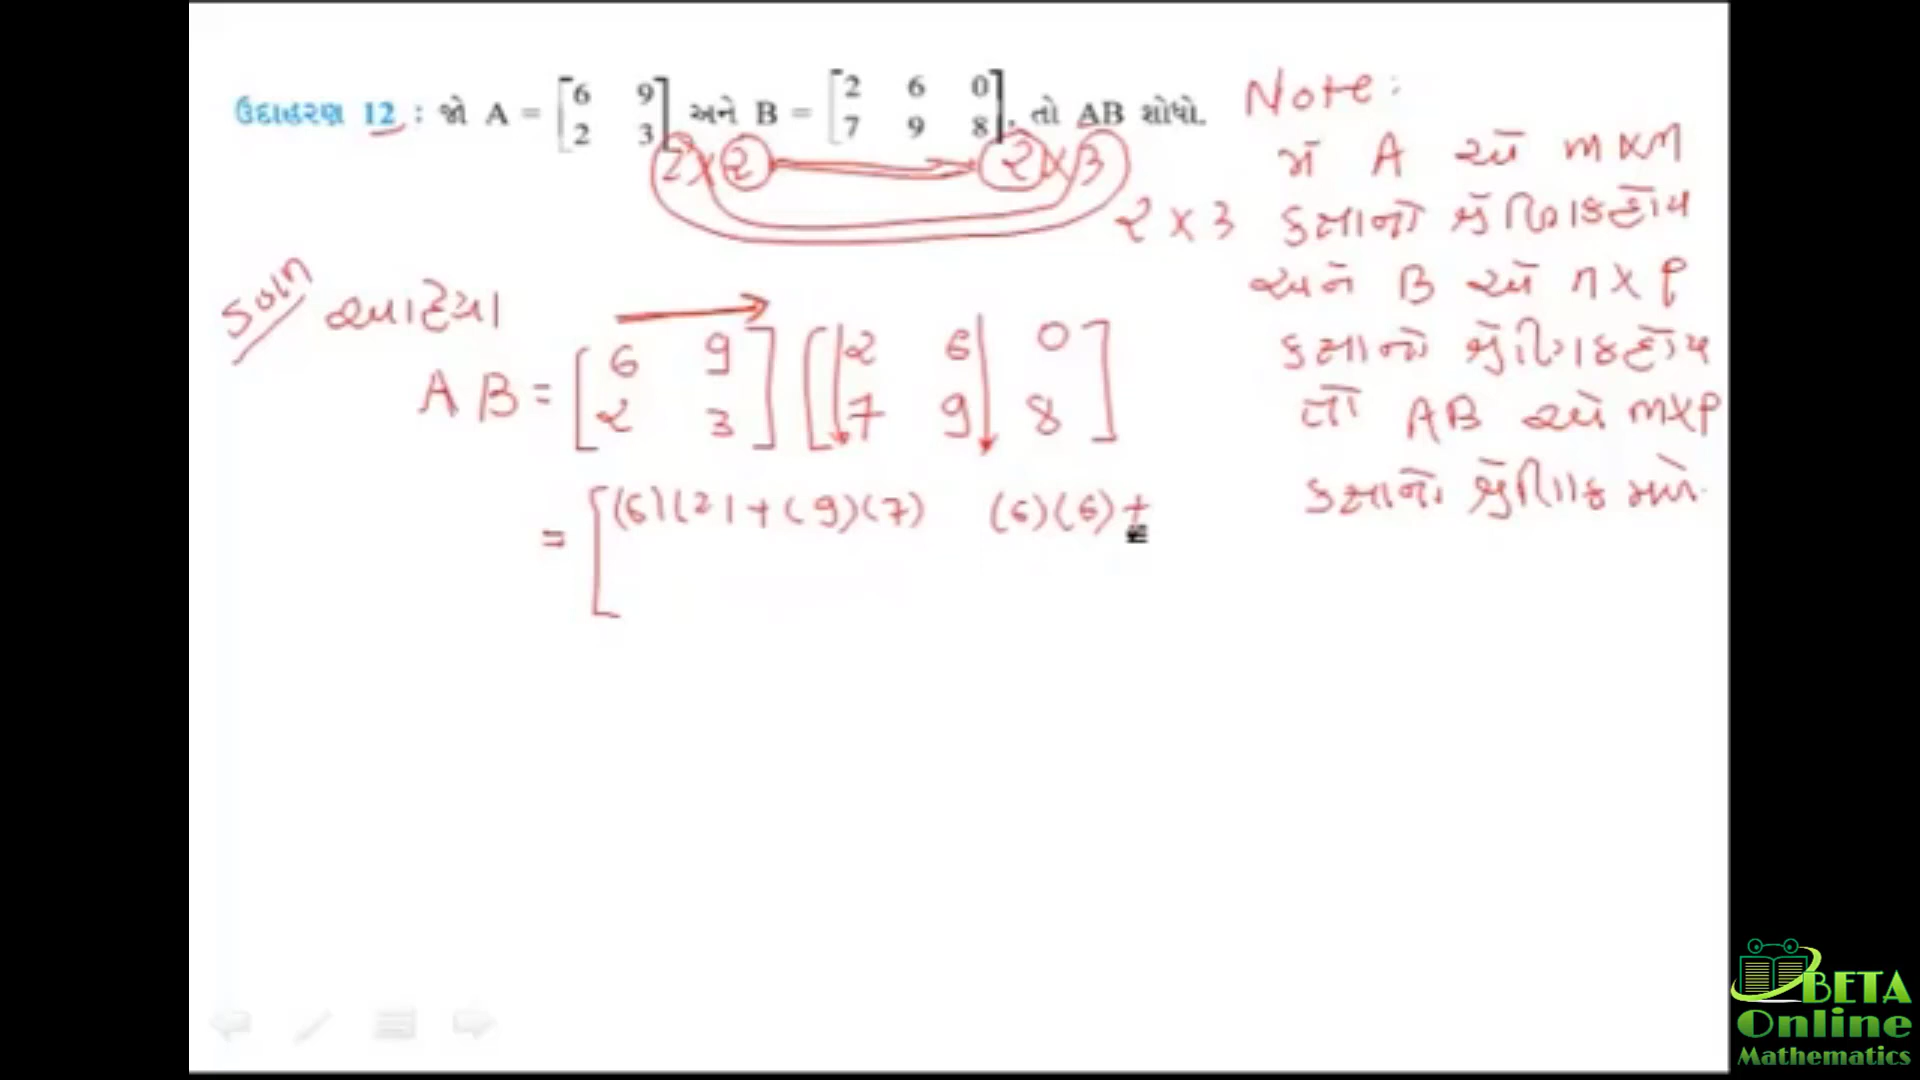 ઉદાહરણ 12 : જો A = [6 9 2 3] અને B = [2 6 0 7 9 8], તો AB શોધો.
2 × 2 2 × 3
2 × 3
Note :
જો A એ m×n
કક્ષાનો શ્રેણિક હોય
અને B એ n×p
કક્ષાનો શ્રેણિક હોય
તો AB એ m×p
કક્ષાનો શ્રેણિક મળે.
Soln અહિંયા
AB = [6 9 2 3] [2 6 0 7 9 8]
= [(6)(2)+(9)(7) (6)(6)+
BETA
Online
Mathematics